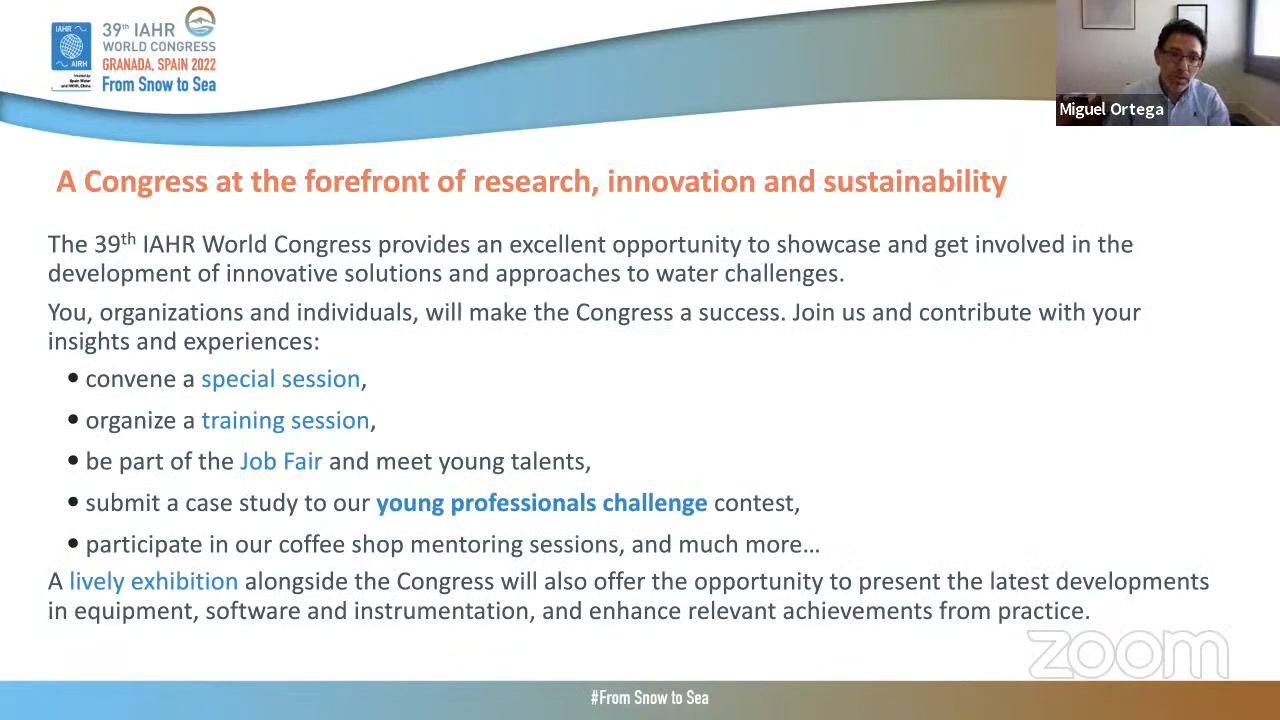 IAHR
AIRH
Hosted by
Spain Water
and IWHR, China
39th IAHR
WORLD CONGRESS
GRANADA, SPAIN 2022
From Snow to Sea
Miguel Ortega
A Congress at the forefront of research, innovation and sustainability
The 39th IAHR World Congress provides an excellent opportunity to showcase and get involved in the
development of innovative solutions and approaches to water challenges.
You, organizations and individuals, will make the Congress a success. Join us and contribute with your
insights and experiences:
• convene a special session,
• organize a training session,
• be part of the Job Fair and meet young talents,
• submit a case study to our young professionals challenge contest,
• participate in our coffee shop mentoring sessions, and much more…
A lively exhibition alongside the Congress will also offer the opportunity to present the latest developments
in equipment, software and instrumentation, and enhance relevant achievements from practice.
zoom
#From Snow to Sea